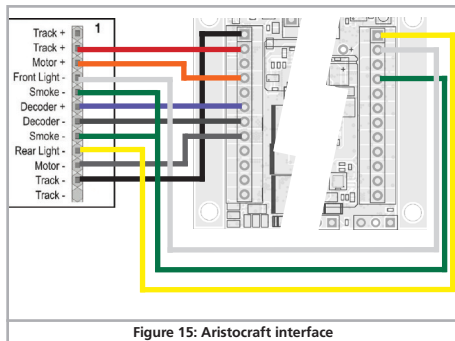 1
Track +
Track +
Motor +
Front Light -
Smoke -
Decoder +
Decoder -
Smoke -
Rear Light -
Motor -
Track -
Track -
Figure 15: Aristocraft interface